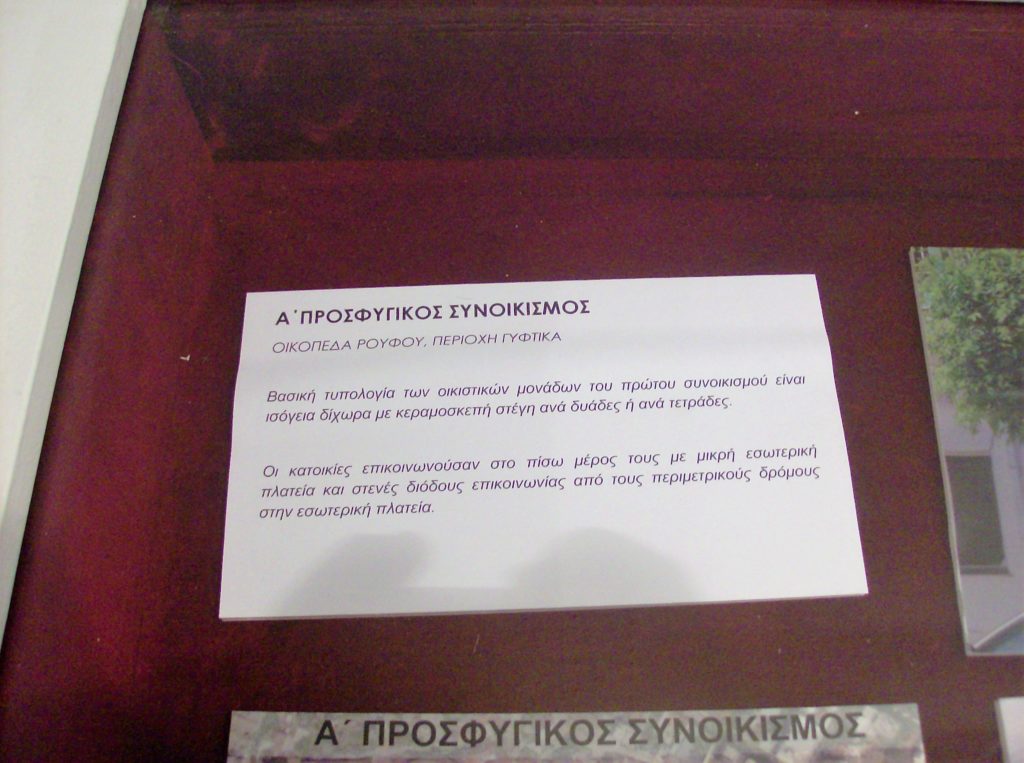 Α΄ΠΡΟΣΦΥΓΙΚΟΣ ΣΥΝΟΙΚΙΣΜΟΣ
ΟΙΚΟΠΕΔΑ ΡΟΥΦΟΥ, ΠΕΡΙΟΧΗ ΓΥΦΤΙΚΑ
Βασική τυπολογία των οικιστικών μονάδων του πρώτου συνοικισμού είναι
ισόγεια δίχωρα με κεραμοσκεπή στέγη ανά δυάδες ή ανά τετράδες.
Οι κατοικίες επικοινωνούσαν στο πίσω μέρος τους με μικρή εσωτερική
πλατεία και στενές διόδους επικοινωνίας από τους περιμετρικούς δρόμους
στην εσωτερική πλατεία.
Α΄ ΠΡΟΣΦΥΓΙΚΟΣ ΣΥΝΟΙΚΙΣΜΟΣ